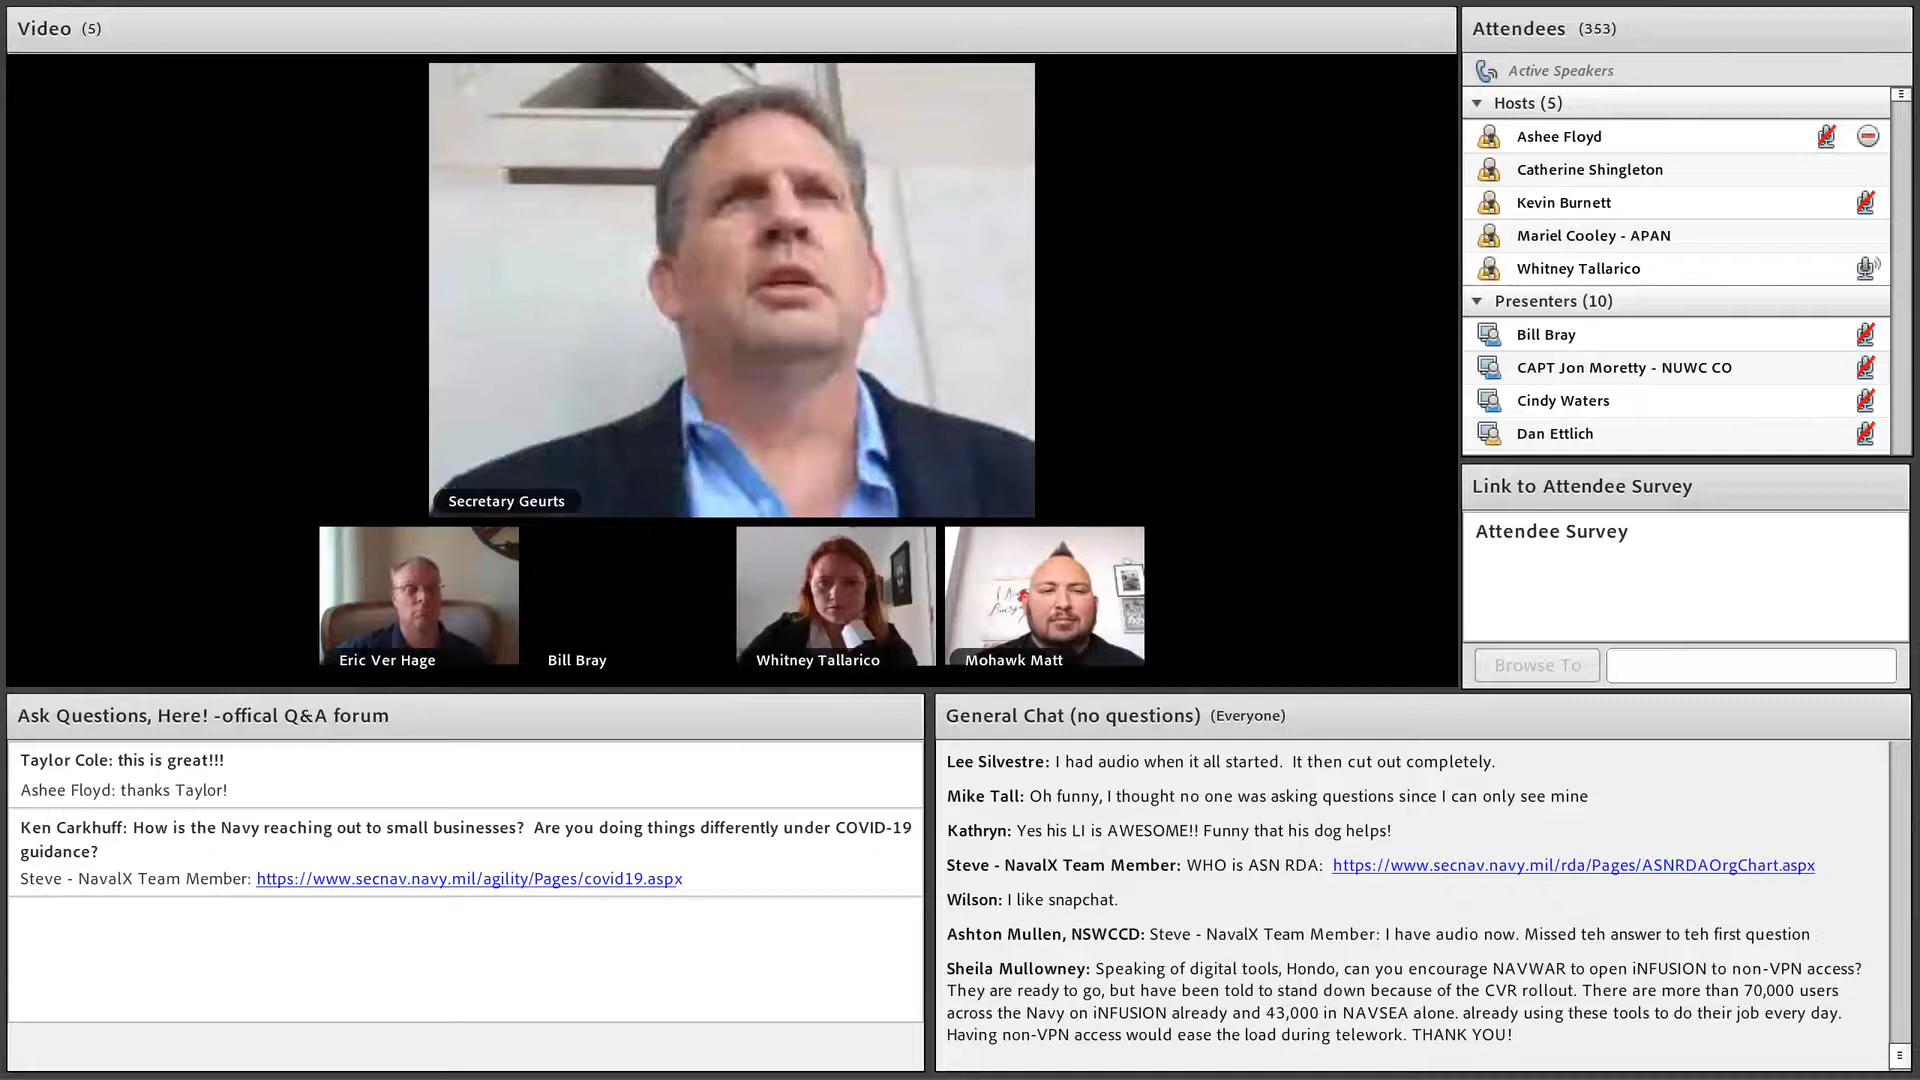 Video (5)
Secretary Geurts
Eric Ver Hage
Bill Bray
Whitney Tallarico
Mohawk Matt
Attendees (353)
Active Speakers
Hosts (5)
Ashee Floyd
Catherine Shingleton
Kevin Burnett
Mariel Cooley - APAN
Whitney Tallarico
Presenters (10)
Bill Bray
CAPT Jon Moretty - NUWC CO
Cindy Waters
Dan Ettlich
Link to Attendee Survey
Attendee Survey
Browse To
Ask Questions, Here! -offical Q&A forum
Taylor Cole: this is great!!!
Ashee Floyd: thanks Taylor!
Ken Carkhuff: How is the Navy reaching out to small businesses?  Are you doing things differently under COVID-19
guidance?
Steve - NavalX Team Member: https://www.secnav.navy.mil/agility/Pages/covid19.aspx
General Chat (no questions) (Everyone)
Lee Silvestre: I had audio when it all started.  It then cut out completely.
Mike Tall: Oh funny, I thought no one was asking questions since I can only see mine
Kathryn: Yes his LI is AWESOME!! Funny that his dog helps!
Steve - NavalX Team Member: WHO is ASN RDA:  https://www.secnav.navy.mil/rda/Pages/ASNRDAOrgChart.aspx
Wilson: I like snapchat.
Ashton Mullen, NSWCCD: Steve - NavalX Team Member: I have audio now. Missed teh answer to teh first question
Sheila Mullowney: Speaking of digital tools, Hondo, can you encourage NAVWAR to open iNFUSION to non-VPN access?
They are ready to go, but have been told to stand down because of the CVR rollout. There are more than 70,000 users
across the Navy on iNFUSION already and 43,000 in NAVSEA alone. already using these tools to do their job every day.
Having non-VPN access would ease the load during telework. THANK YOU!